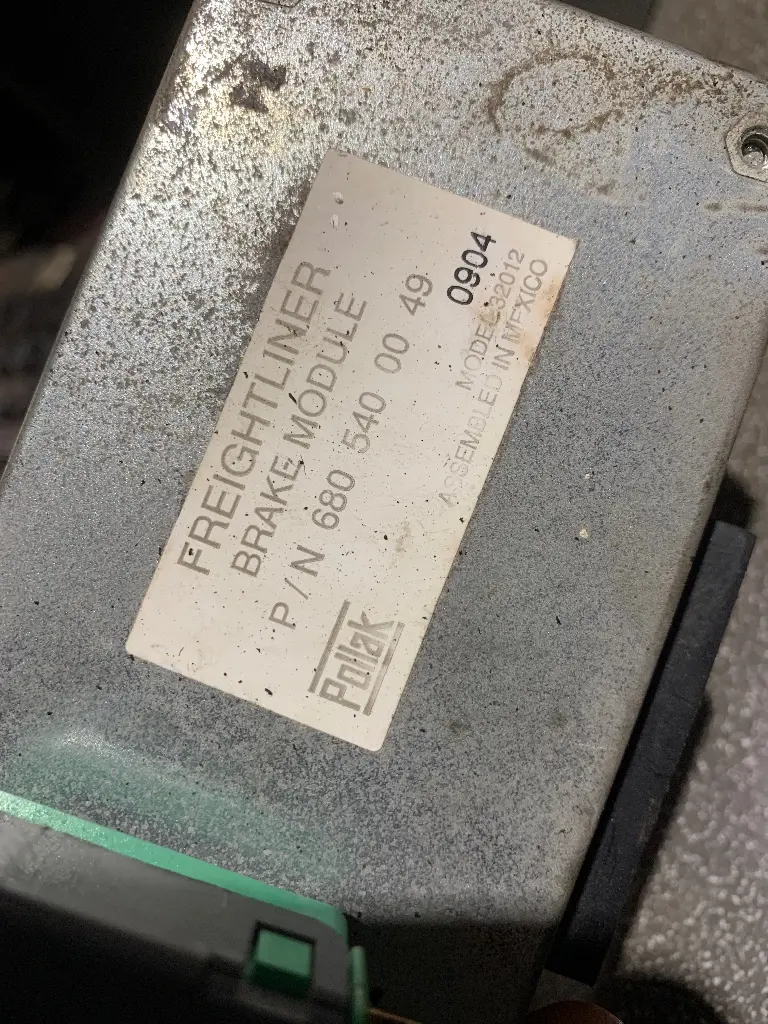 FREIGHTLINER
BRAKE MODULE
P/N 680 540 00 49
0904
MODEL 32012
ASSEMBLED IN MEXICO
Pollak